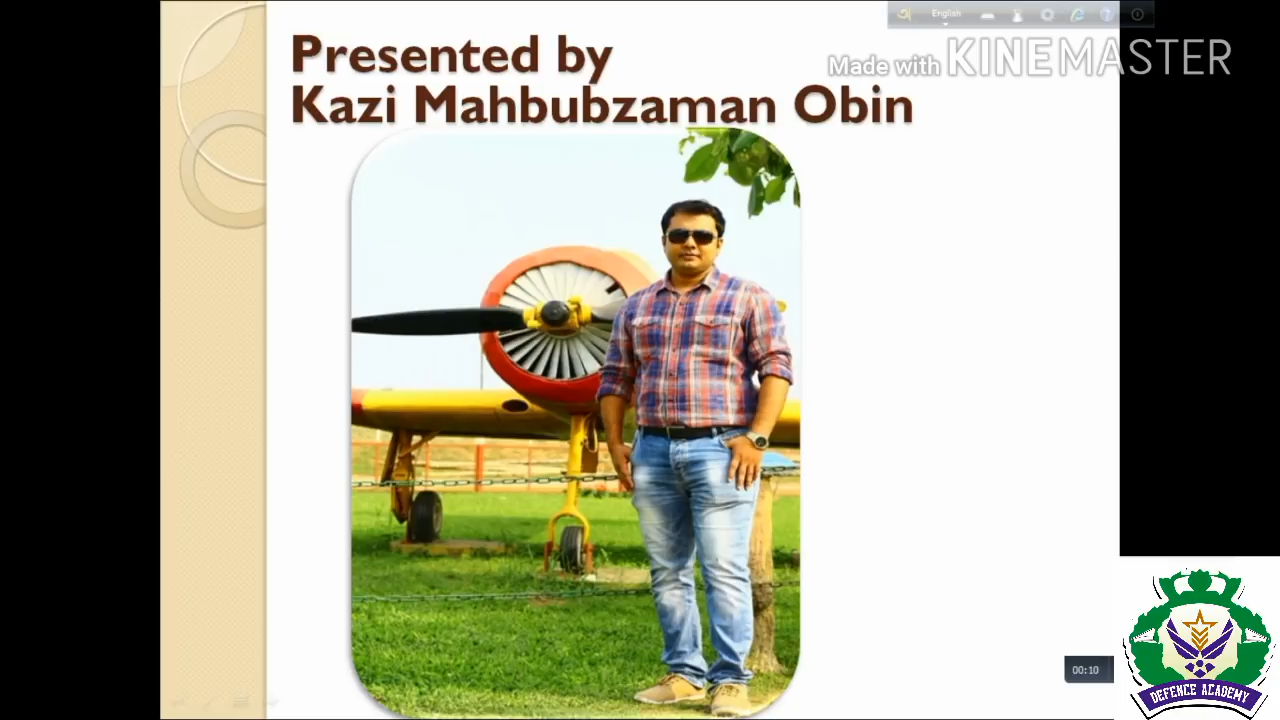 English
Presented by
Made with KINEMASTER
Kazi Mahbubzaman Obin
00:10
DEFENCE ACADEMY